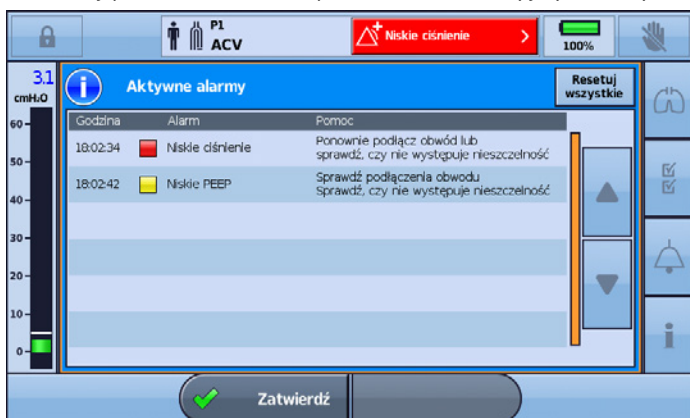 P1
ACV
Niskie ciśnienie
100%
3.1
cmH₂O
Aktywne alarmy
Resetuj
wszystkie
Godzina Alarm Pomoc
18:02:34 Niskie ciśnienie Ponownie podłącz obwód lub
sprawdź, czy nie występuje nieszczelność
18:02:42 Niskie PEEP Sprawdź podłączenia obwodu
Sprawdź, czy nie występuje nieszczelność
60
50
40
30
20
10
0
Zatwierdź